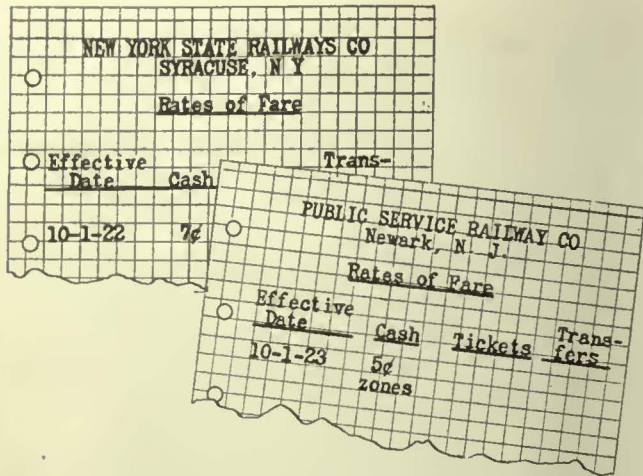 NEW YORK STATE RAILWAYS CO
SYRACUSE, N Y
Rates of Fare
Effective Trans-
Date Cash
10-1-22 7¢
PUBLIC SERVICE RAILWAY CO
Newark, N. J.
Rates of Fare
Effective Trans-
Date Cash Tickets fers
10-1-23 5¢
zones